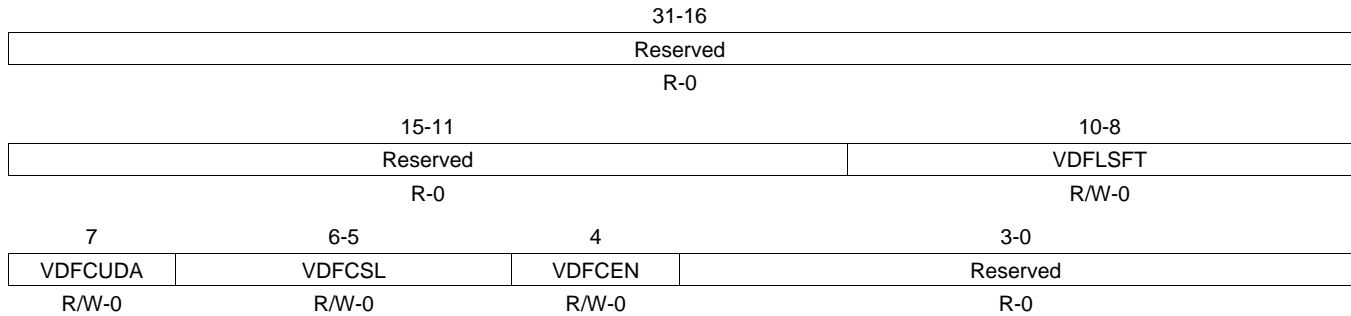 31-16
Reserved
R-0
15-11 10-8
Reserved VDFLSFT
R-0 R/W-0
7 6-5 4 3-0
VDFCUDA VDFCSL VDFCEN Reserved
R/W-0 R/W-0 R/W-0 R-0